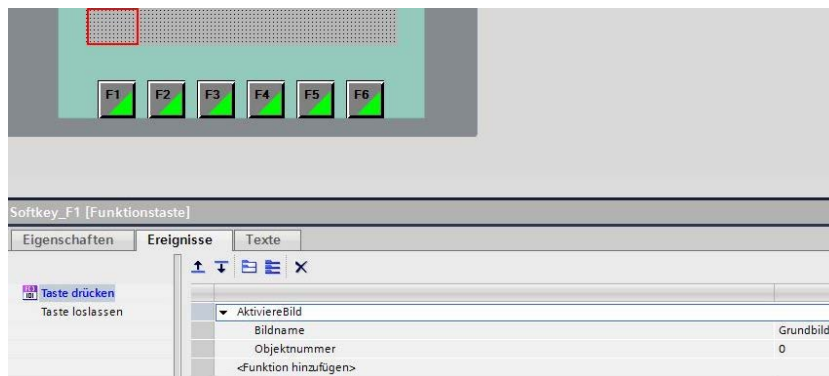 F1 F2 F3 F4 F5 F6
Softkey_F1 [Funktionstaste]
Eigenschaften Ereignisse Texte
Taste drücken
Taste loslassen
AktiviereBild
Bildname Grundbild
Objektnummer 0
<Funktion hinzufügen>